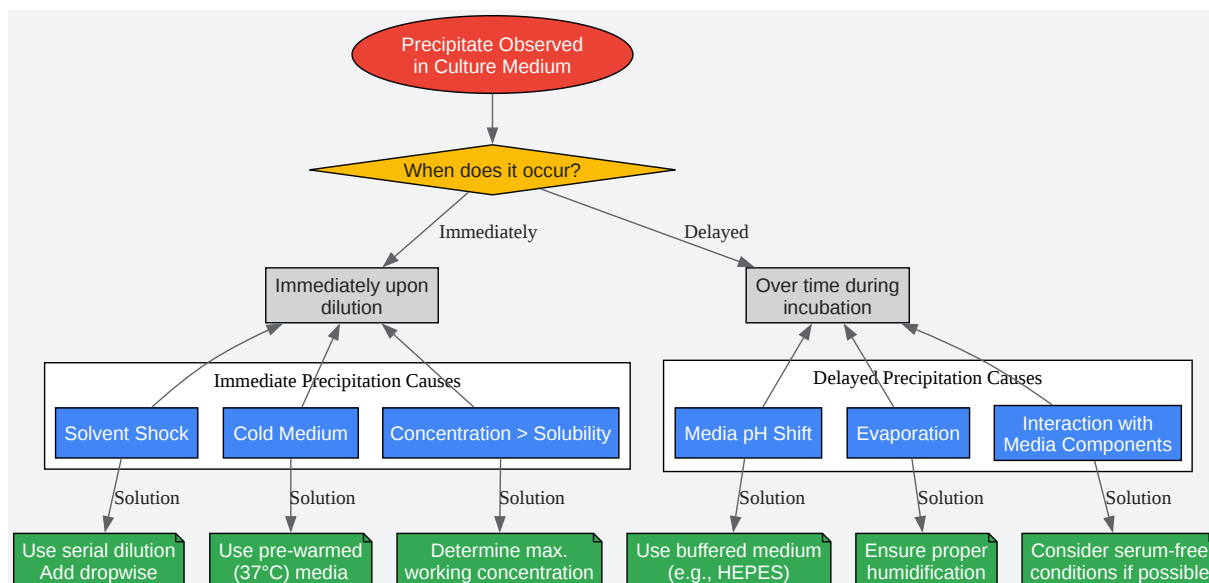 Precipitate Observed
in Culture Medium
When does it occur?
Immediately
Delayed
Immediately upon
dilution
Over time during
incubation
Immediate Precipitation Causes
Delayed Precipitation Causes
Solvent Shock
Cold Medium
Concentration > Solubility
Media pH Shift
Evaporation
Interaction with
Media Components
Solution
Solution
Solution
Solution
Solution
Solution
Use serial dilution
Add dropwise
Use pre-warmed
(37°C) media
Determine max.
working concentration
Use buffered medium
(e.g., HEPES)
Ensure proper
humidification
Consider serum-free
conditions if possible